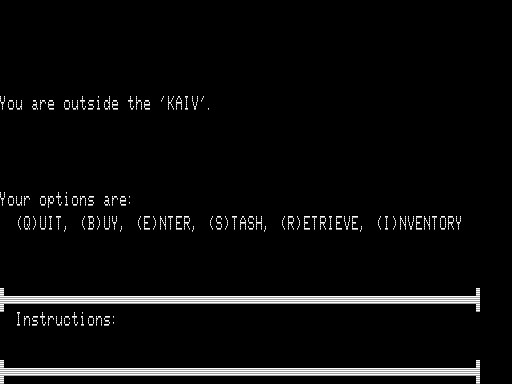 You are outside the 'KAIV'.
Your options are:
(Q)UIT, (B)UY, (E)NTER, (S)TASH, (R)ETRIEVE, (I)NVENTORY
Instructions: